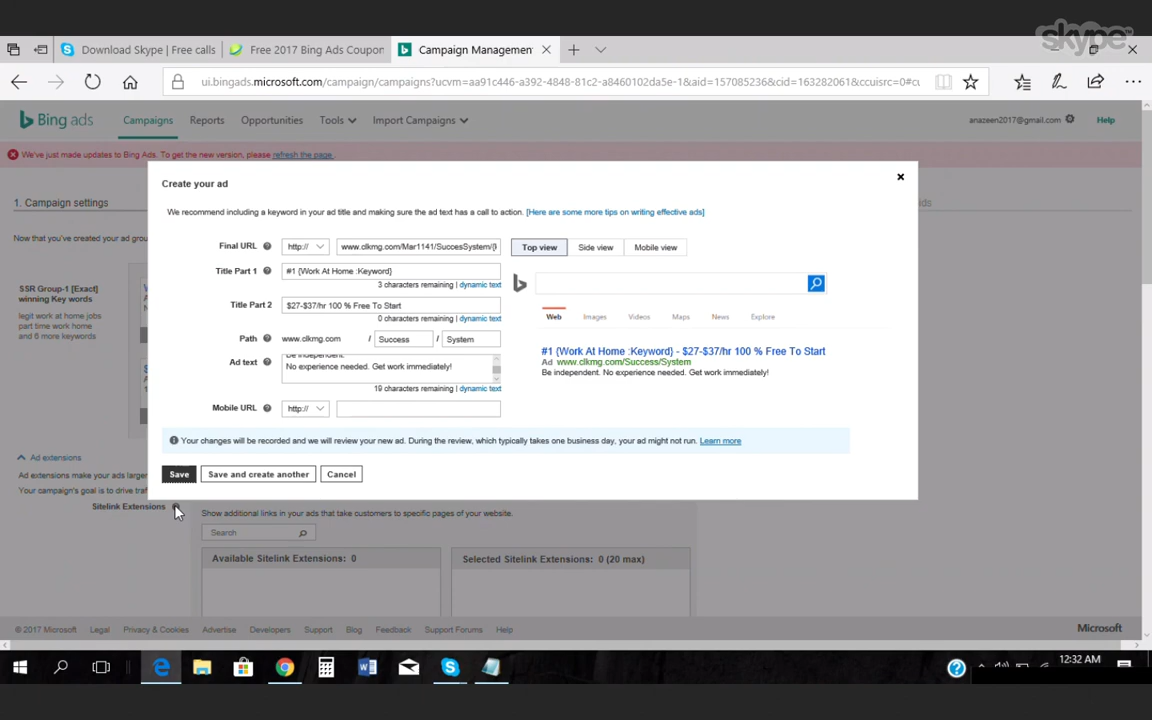 skype
Download Skype | Free calls
Free 2017 Bing Ads Coupon
Campaign Management
ui.bingads.microsoft.com/campaign/campaigns?ucvm=aa91c446-a392-4848-81c2-a8460102da5e-1&aid=157085236&cid=163282061&ccuisrc=0#cu
Bing ads
Campaigns
Reports
Opportunities
Tools
Import Campaigns
anazeen2017@gmail.com
Help
We've just made updates to Bing Ads. To get the new version, please refresh the page.
1. Campaign settings
ids
Now that you've created your ad grou
SSR Group-1 [Exact]
winning Key words
legit work at home jobs
part time work home
and 6 more keywords
Create your ad
We recommend including a keyword in your ad title and making sure the ad text has a call to action. [Here are some more tips on writing effective ads]
Final URL
http://
www.clkmg.com/Mar1141/SuccesSystem/{
Top view
Side view
Mobile view
Title Part 1
#1 {Work At Home :Keyword}
3 characters remaining | dynamic text
Title Part 2
$27-$37/hr 100 % Free To Start
0 characters remaining | dynamic text
Path
www.clkmg.com
/
Success
/
System
Ad text
Be independent.
No experience needed. Get work immediately!
19 characters remaining | dynamic text
Mobile URL
http://
Web
Images
Videos
Maps
News
Explore
#1 {Work At Home :Keyword} - $27-$37/hr 100 % Free To Start
Ad www.clkmg.com/Success/System
Be independent. No experience needed. Get work immediately!
Your changes will be recorded and we will review your new ad. During the review, which typically takes one business day, your ad might not run. Learn more
Save
Save and create another
Cancel
Ad extensions
Ad extensions make your ads larger
Your campaign's goal is to drive traf
Sitelink Extensions
Show additional links in your ads that take customers to specific pages of your website.
Search
Available Sitelink Extensions: 0
Selected Sitelink Extensions: 0 (20 max)
© 2017 Microsoft
Legal
Privacy & Cookies
Advertise
Developers
Support
Blog
Feedback
Support Forums
Help
Microsoft
12:32 AM